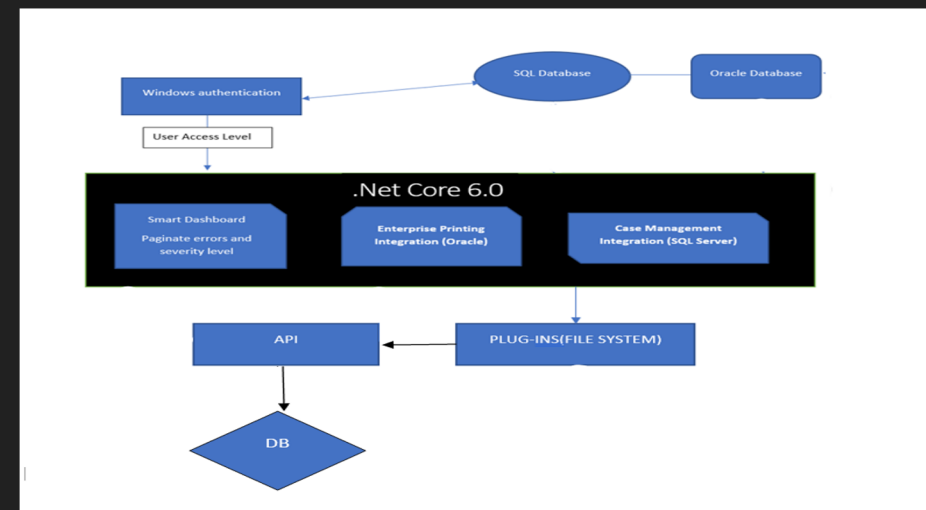 SQL Database
Oracle Database
Windows authentication
User Access Level
.Net Core 6.0
Smart Dashboard
Paginate errors and
severity level
Enterprise Printing
Integration (Oracle)
Case Management
Integration (SQL Server)
API
PLUG-INS(FILE SYSTEM)
DB